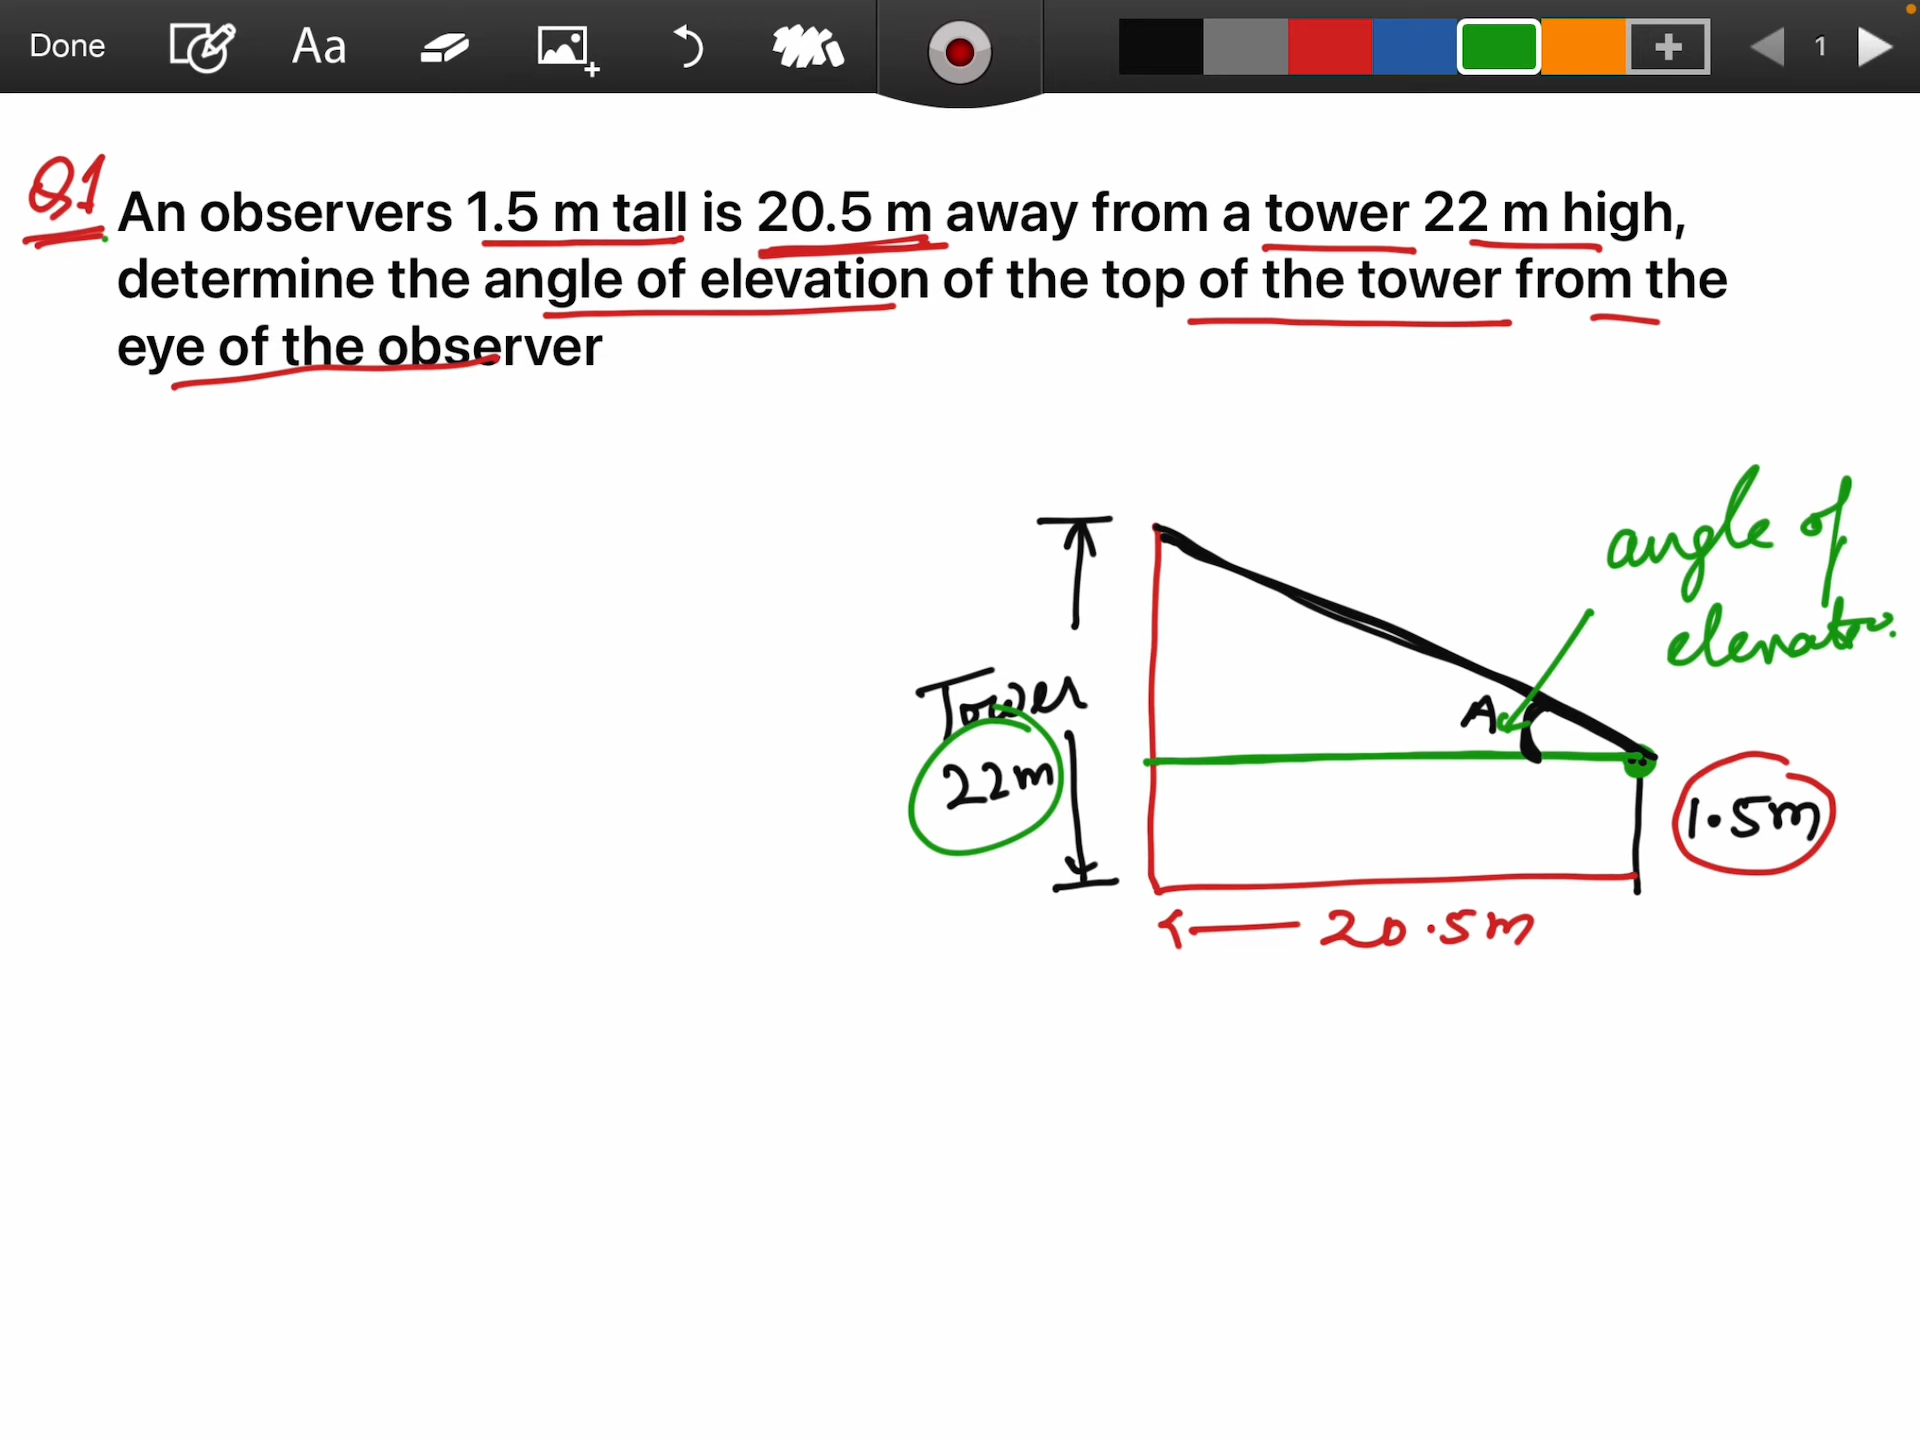 Done
Aa
1
Q1
An observers 1.5 m tall is 20.5 m away from a tower 22 m high,
determine the angle of elevation of the top of the tower from the
eye of the observer
angle of
Tower
A
22m
1.5m
20.5m